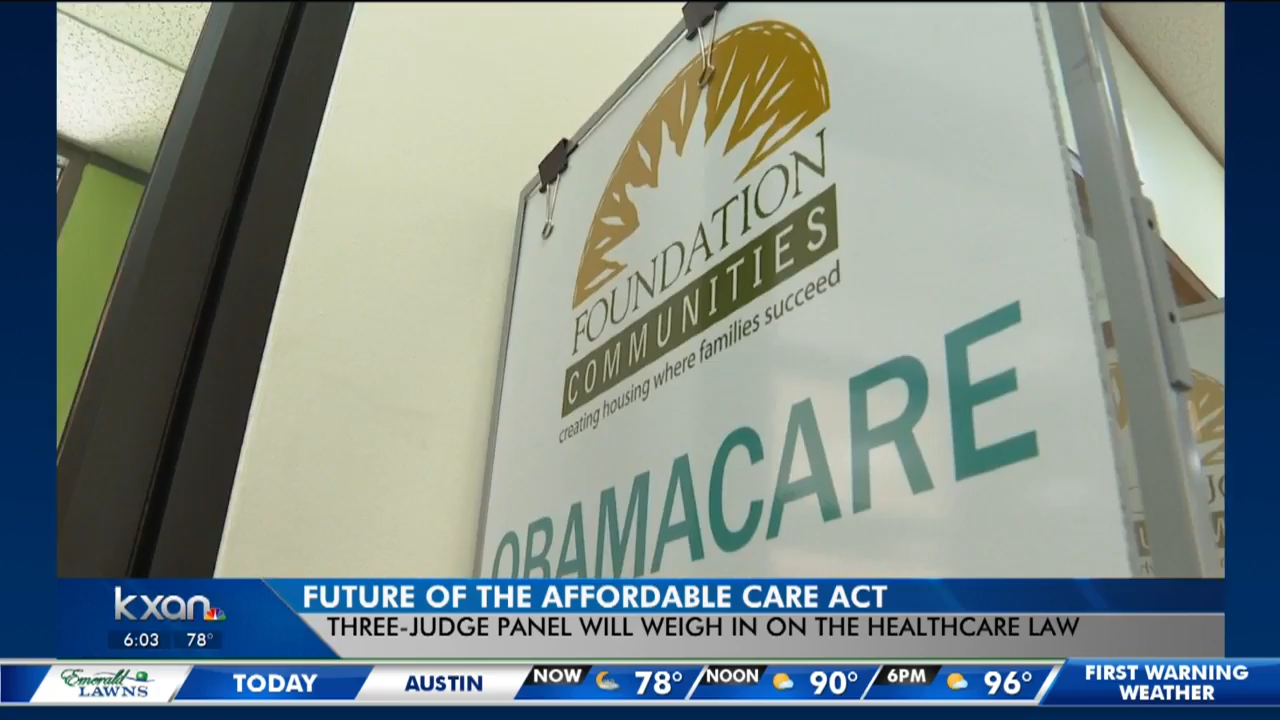 FOUNDATION
COMMUNITIES
creating housing where families succeed
OBAMACARE
kxan
FUTURE OF THE AFFORDABLE CARE ACT
THREE-JUDGE PANEL WILL WEIGH IN ON THE HEALTHCARE LAW
6:03 78°
Emerald
LAWNS
TODAY
AUSTIN
NOW 78°
NOON 90°
6PM 96°
FIRST WARNING
WEATHER